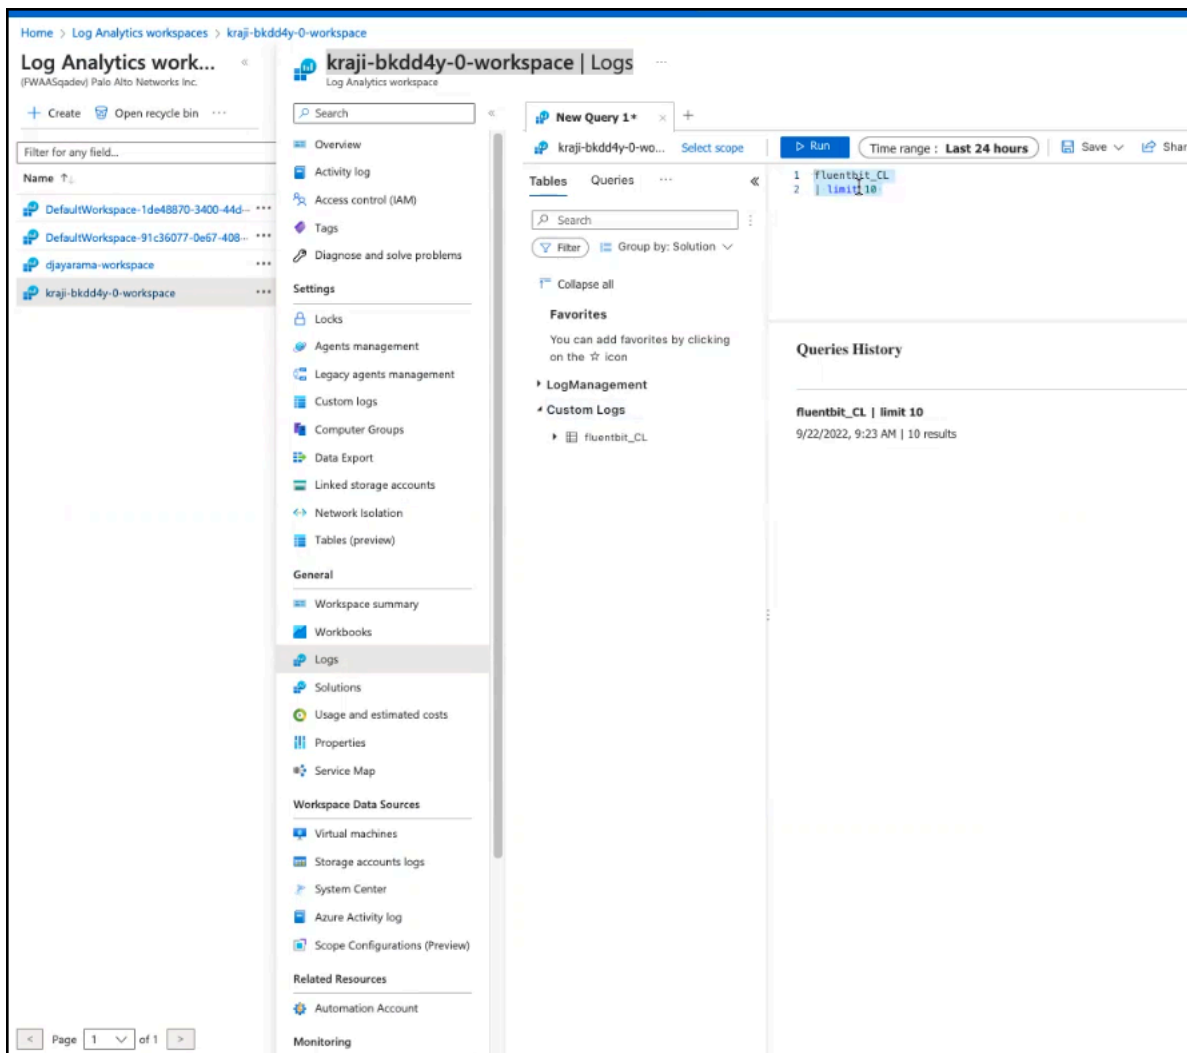 Home > Log Analytics workspaces > kraji-bkdd4y-0-workspace
Log Analytics work... «
(FWAASqadev) Palo Alto Networks Inc.
+ Create Open recycle bin ...
Filter for any field...
Name ↑↓
DefaultWorkspace-1de48870-3400-44d... ...
DefaultWorkspace-91c36077-0e67-408... ...
djayarama-workspace ...
kraji-bkdd4y-0-workspace ...
< Page 1 of 1 >
kraji-bkdd4y-0-workspace | Logs ...
Log Analytics workspace
Search «
Overview
Activity log
Access control (IAM)
Tags
Diagnose and solve problems
Settings
Locks
Agents management
Legacy agents management
Custom logs
Computer Groups
Data Export
Linked storage accounts
Network Isolation
Tables (preview)
General
Workspace summary
Workbooks
Logs
Solutions
Usage and estimated costs
Properties
Service Map
Workspace Data Sources
Virtual machines
Storage accounts logs
System Center
Azure Activity log
Scope Configurations (Preview)
Related Resources
Automation Account
Monitoring
New Query 1* × +
kraji-bkdd4y-0-wo... Select scope Run Time range : Last 24 hours Save Shar
Tables Queries ... «
Search
Filter Group by: Solution
Collapse all
Favorites
You can add favorites by clicking
on the ☆ icon
LogManagement
Custom Logs
fluentbit_CL
1 fluentbit_CL
2 | limit 10
Queries History
fluentbit_CL | limit 10
9/22/2022, 9:23 AM | 10 results